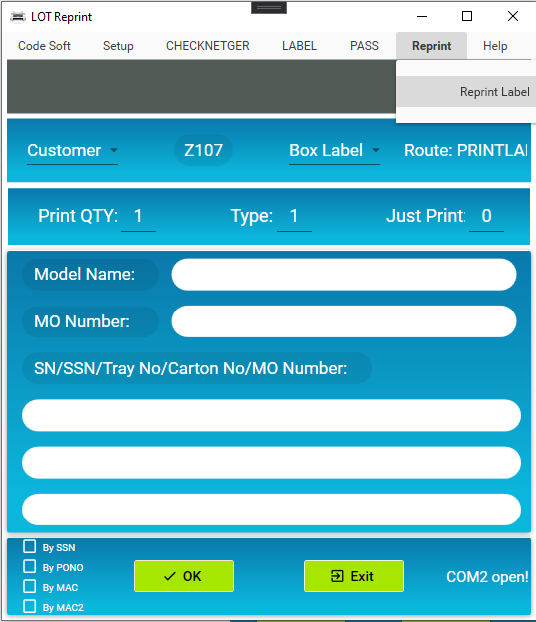 LOT Reprint
Code Soft Setup CHECKNETGER LABEL PASS Reprint Help
Reprint Label
Customer Z107 Box Label Route: PRINTLA
Print QTY: 1 Type: 1 Just Print: 0
Model Name:
MO Number:
SN/SSN/Tray No/Carton No/MO Number:
By SSN
By PONO
By MAC
By MAC2
OK Exit COM2 open!